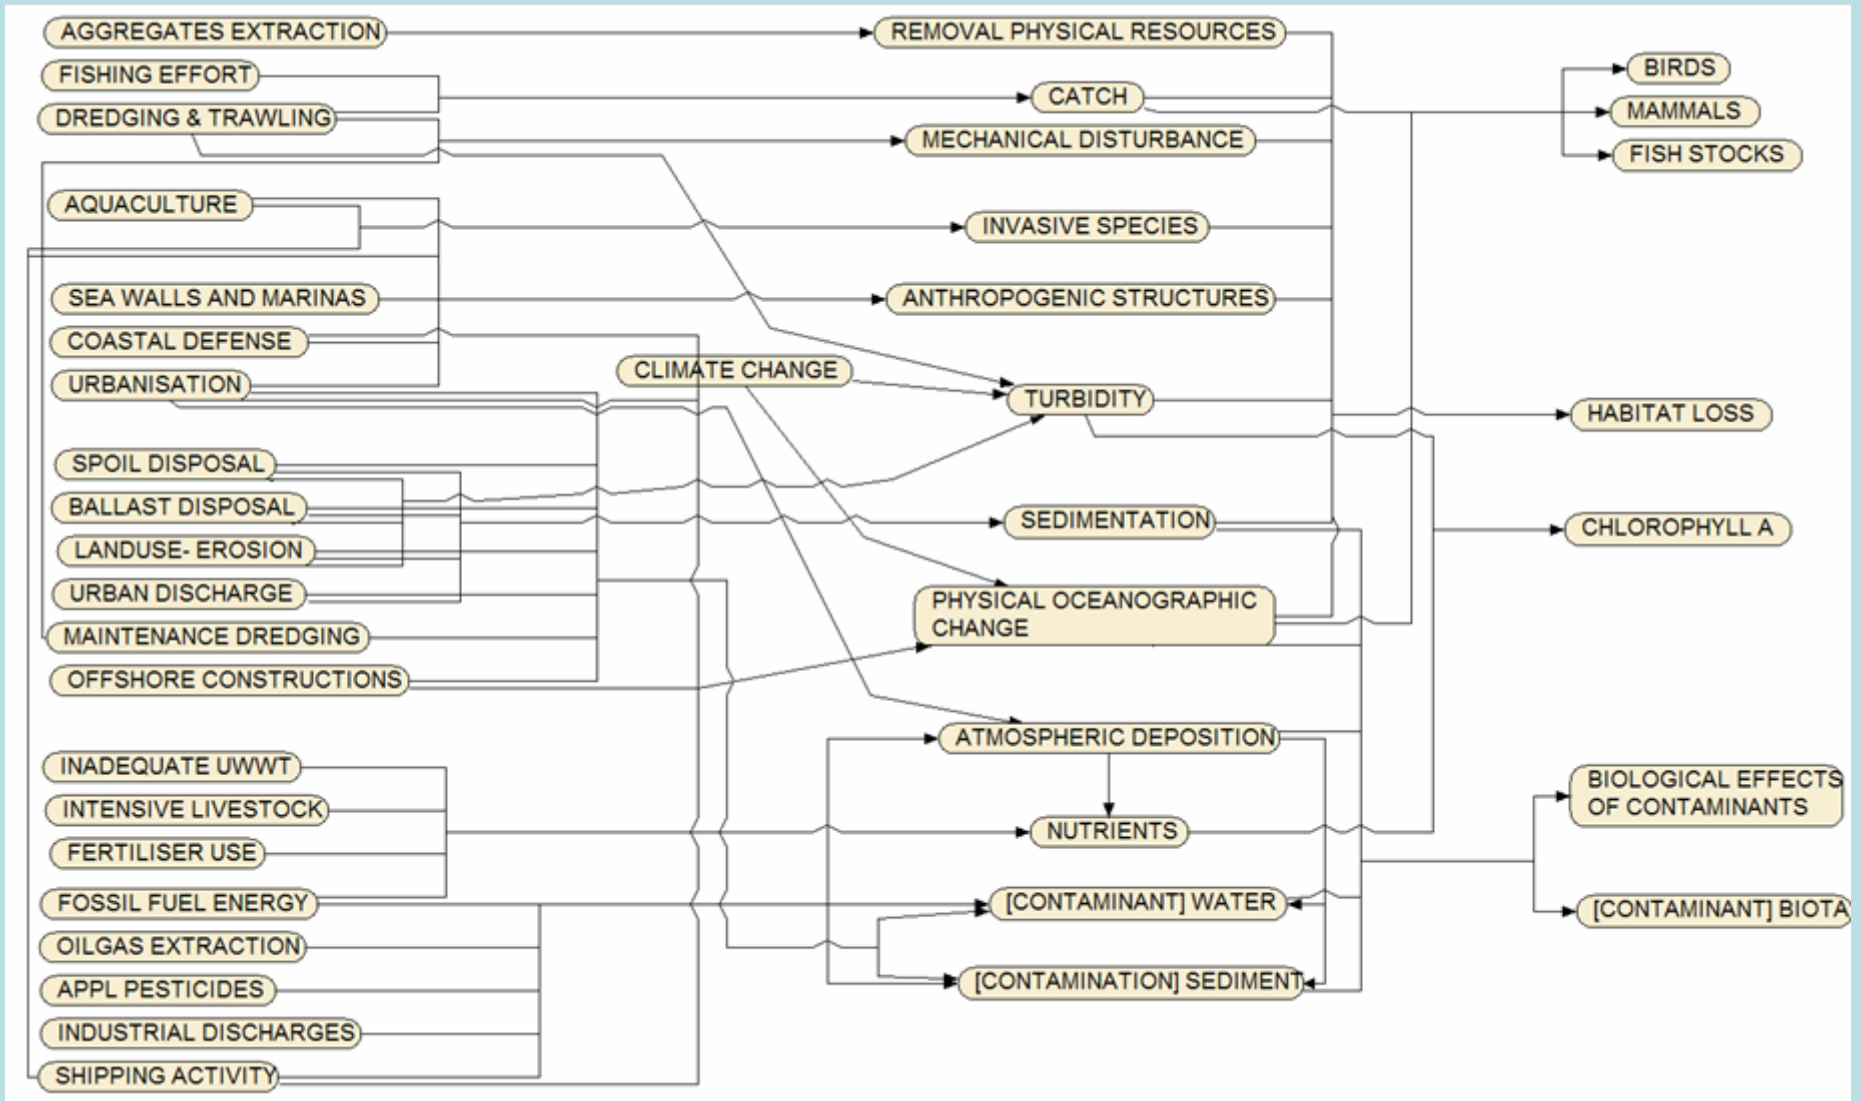 AGGREGATES EXTRACTION
FISHING EFFORT
DREDGING & TRAWLING
AQUACULTURE
SEA WALLS AND MARINAS
COASTAL DEFENSE
URBANISATION
SPOIL DISPOSAL
BALLAST DISPOSAL
LANDUSE- EROSION
URBAN DISCHARGE
MAINTENANCE DREDGING
OFFSHORE CONSTRUCTIONS
INADEQUATE UWWT
INTENSIVE LIVESTOCK
FERTILISER USE
FOSSIL FUEL ENERGY
OILGAS EXTRACTION
APPL PESTICIDES
INDUSTRIAL DISCHARGES
SHIPPING ACTIVITY
CLIMATE CHANGE
REMOVAL PHYSICAL RESOURCES
CATCH
MECHANICAL DISTURBANCE
INVASIVE SPECIES
ANTHROPOGENIC STRUCTURES
TURBIDITY
SEDIMENTATION
PHYSICAL OCEANOGRAPHIC
CHANGE
ATMOSPHERIC DEPOSITION
NUTRIENTS
[CONTAMINANT] WATER
[CONTAMINATION] SEDIMENT
BIRDS
MAMMALS
FISH STOCKS
HABITAT LOSS
CHLOROPHYLL A
BIOLOGICAL EFFECTS
OF CONTAMINANTS
[CONTAMINANT] BIOTA